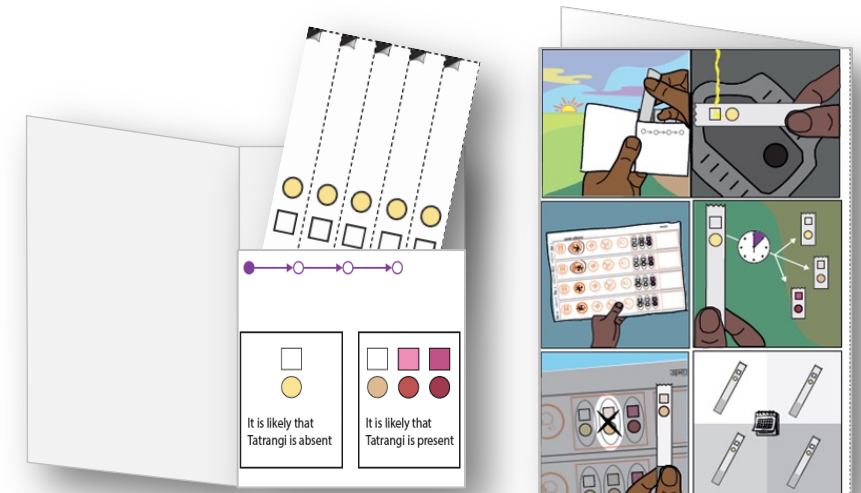 It is likely that
Tatrangi is absent
It is likely that
Tatrangi is present